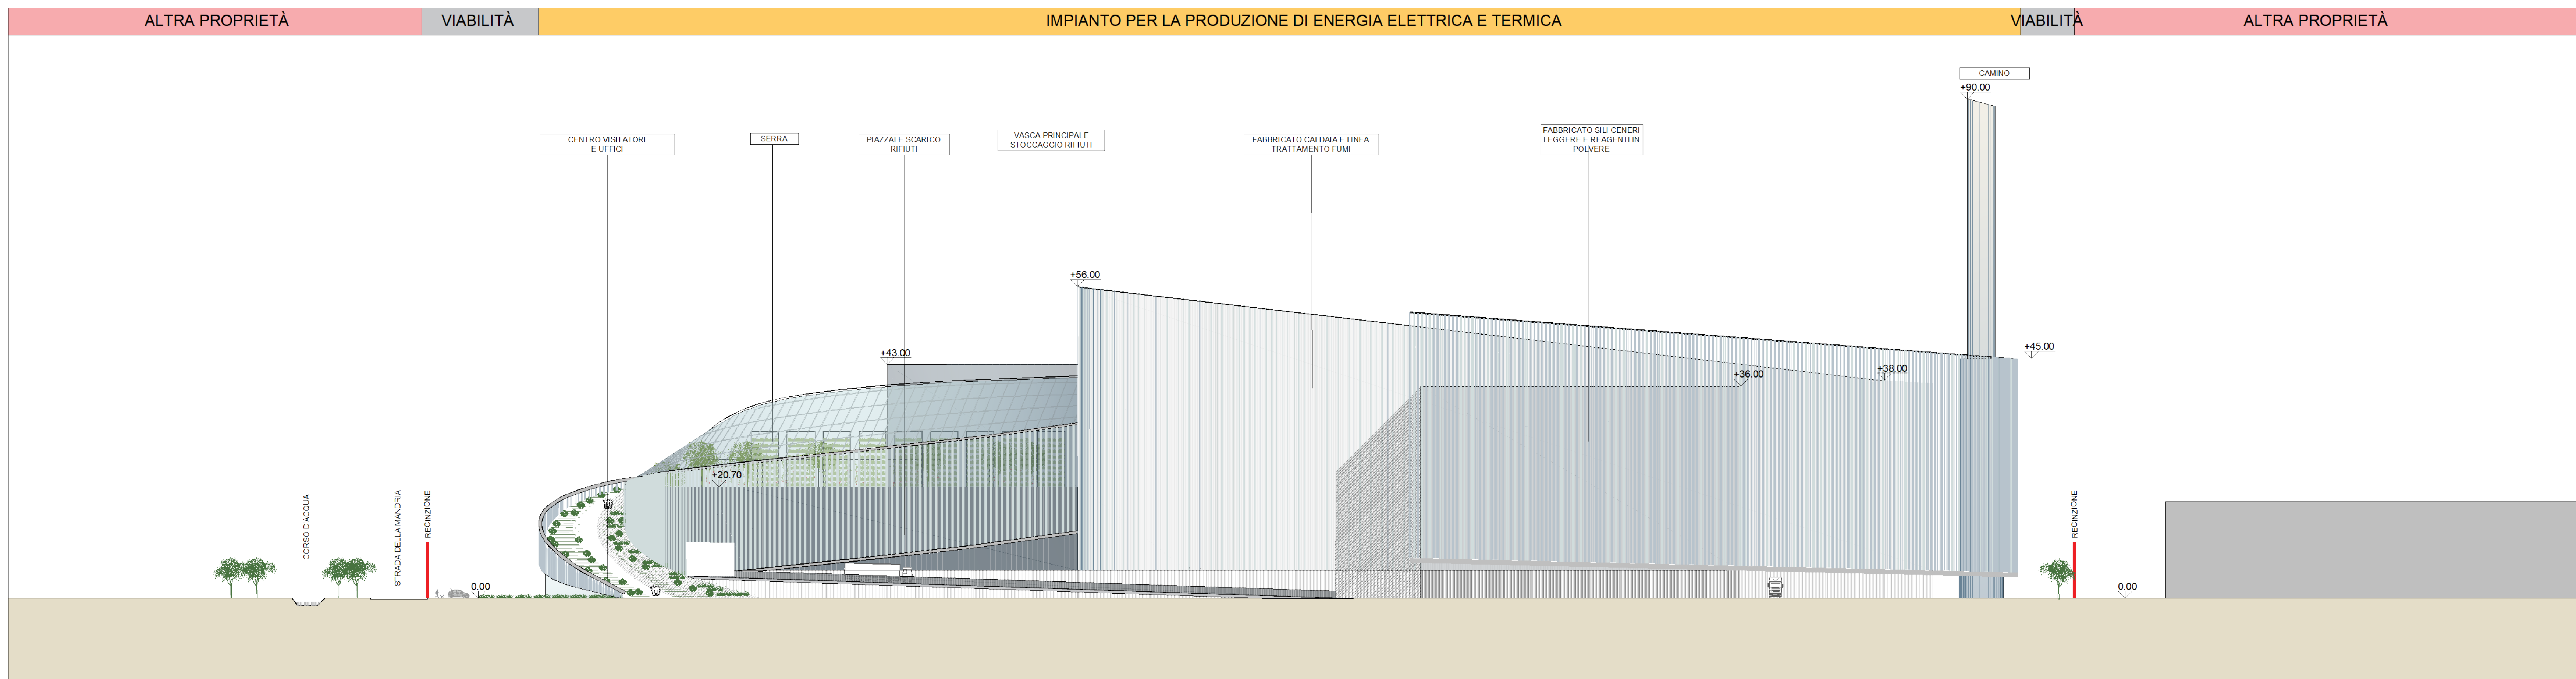 ALTRA PROPRIETÀ
VIABILITÀ
IMPIANTO PER LA PRODUZIONE DI ENERGIA ELETTRICA E TERMICA
VIABILITÀ
ALTRA PROPRIETÀ
CAMINO
+90.00
CENTRO VISITATORI
E UFFICI
SERRA
PIAZZALE SCARICO
RIFIUTI
VASCA PRINCIPALE
STOCCAGGIO RIFIUTI
FABBRICATO CALDAIA E LINEA
TRATTAMENTO FUMI
FABBRICATO SILI CENERI
LEGGERE E REAGENTI IN
POLVERE
+56.00
+43.00
+45.00
+38.00
+36.00
+20.70
CORSO D'ACQUA
STRADA DELLA MANDRIA
RECINZIONE
0.00
RECINZIONE
0.00